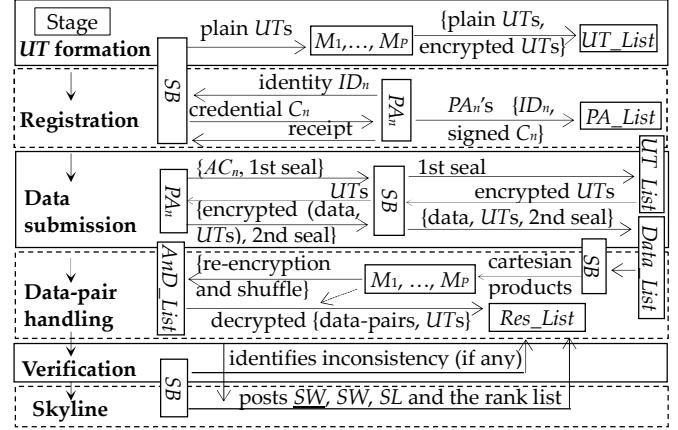 Stage
UT formation
plain UTs
M1,…, MP
{plain UTs,
encrypted UTs}
UT_List
SB
Registration
identity IDn
credential Cn
receipt
PAn
PAn's {IDn,
signed Cn}
PA_List
Data
submission
PAn
{ACn, 1st seal}
UTs
{encrypted (data,
UTs), 2nd seal}
SB
1st seal
encrypted UTs
{data, UTs, 2nd seal}
UT_List
Data_List
Data-pair
handling
AnD_List
{re-encryption
and shuffle}
M1, …, MP
cartesian
products
SB
decrypted {data-pairs, UTs}
Res_List
Verification
identifies inconsistency (if any)
SB
Skyline
posts SW, SW, SL and the rank list